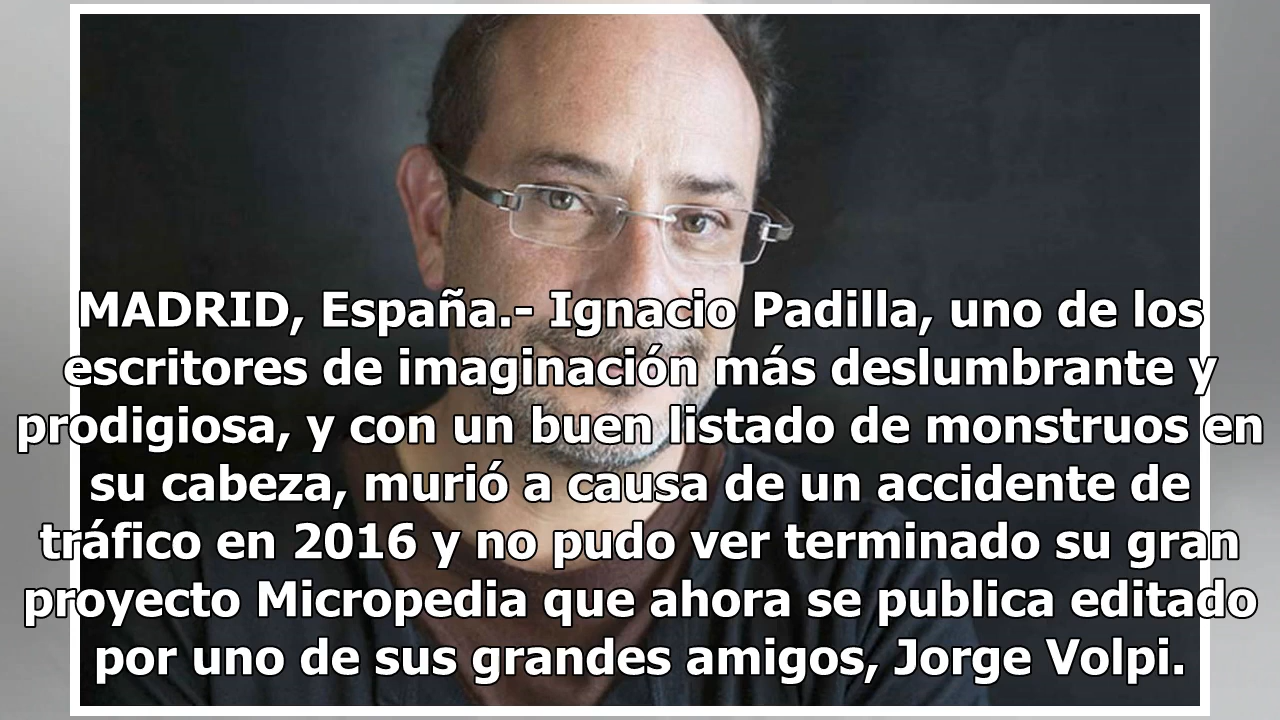 MADRID, España.- Ignacio Padilla, uno de los
escritores de imaginación más deslumbrante y
prodigiosa, y con un buen listado de monstruos en
su cabeza, murió a causa de un accidente de
tráfico en 2016 y no pudo ver terminado su gran
proyecto Micropedia que ahora se publica editado
por uno de sus grandes amigos, Jorge Volpi.